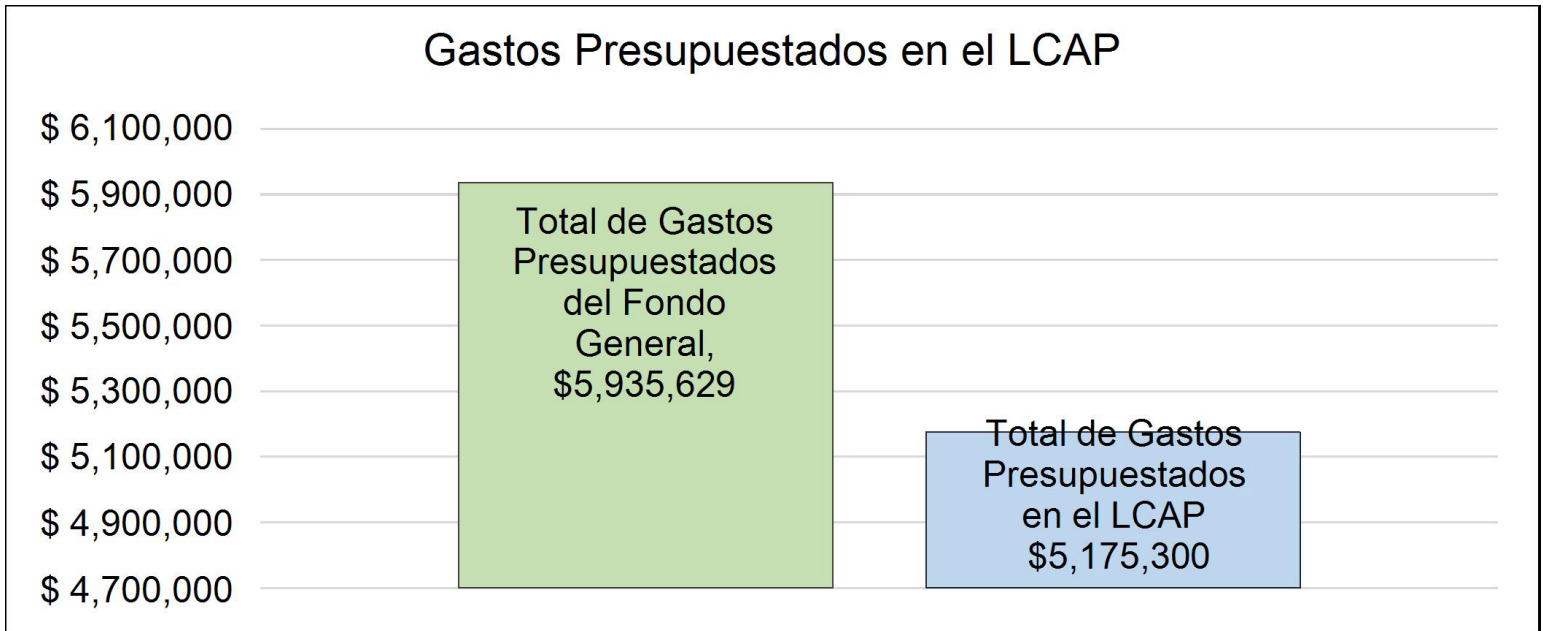 Gastos Presupuestados en el LCAP
$ 6,100,000
$ 5,900,000
$ 5,700,000
$ 5,500,000
$ 5,300,000
$ 5,100,000
$ 4,900,000
$ 4,700,000
Total de Gastos
Presupuestados
del Fondo
General,
$5,935,629
Total de Gastos
Presupuestados
en el LCAP
$5,175,300